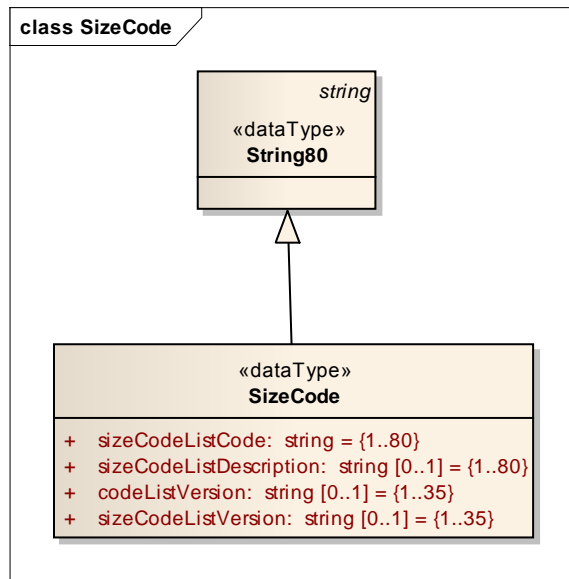 class SizeCode
string
«dataType»
String80
«dataType»
SizeCode
+ sizeCodeListCode: string = {1..80}
+ sizeCodeListDescription: string [0..1] = {1..80}
+ codeListVersion: string [0..1] = {1..35}
+ sizeCodeListVersion: string [0..1] = {1..35}